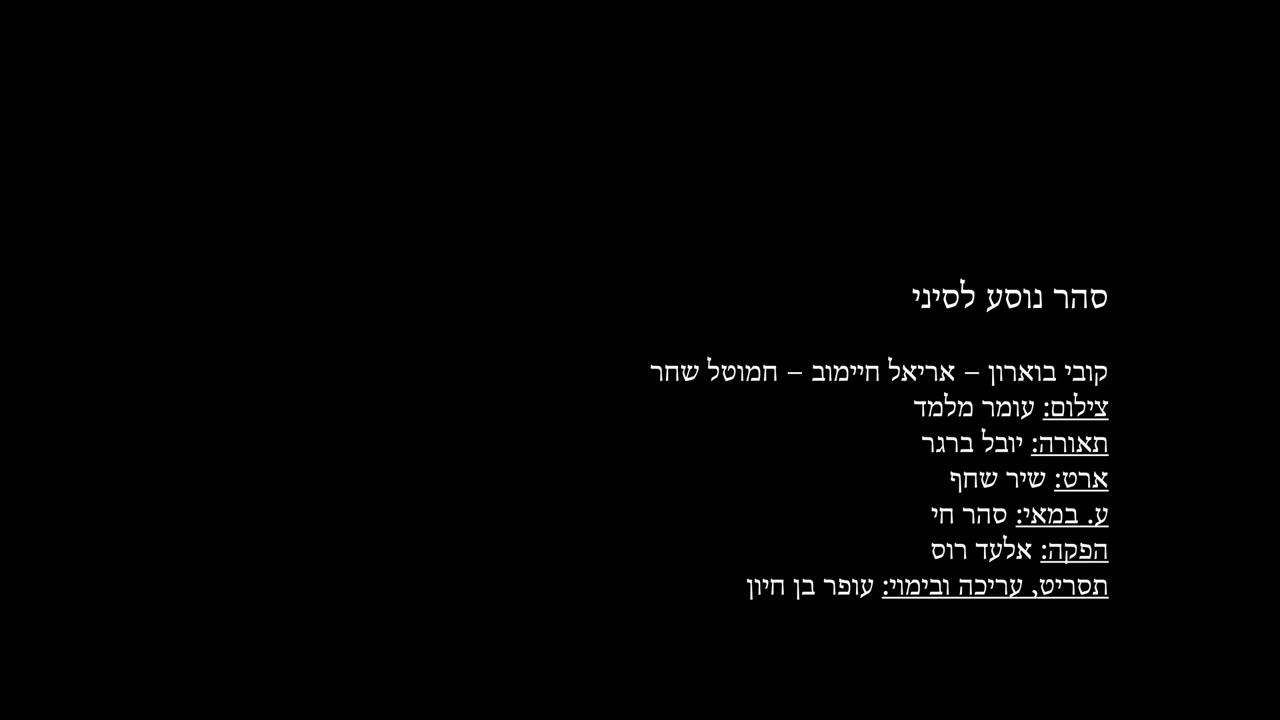 סהר נוסע לסיני
קובי בוארון – אריאל חיימוב – חמוטל שחר
צילום: עומר מלמד
תאורה: יובל ברגר
ארט: שיר שחף
ע. במאי: סהר חי
הפקה: אלעד רוס
תסריט, עריכה ובימוי: עופר בן חיון